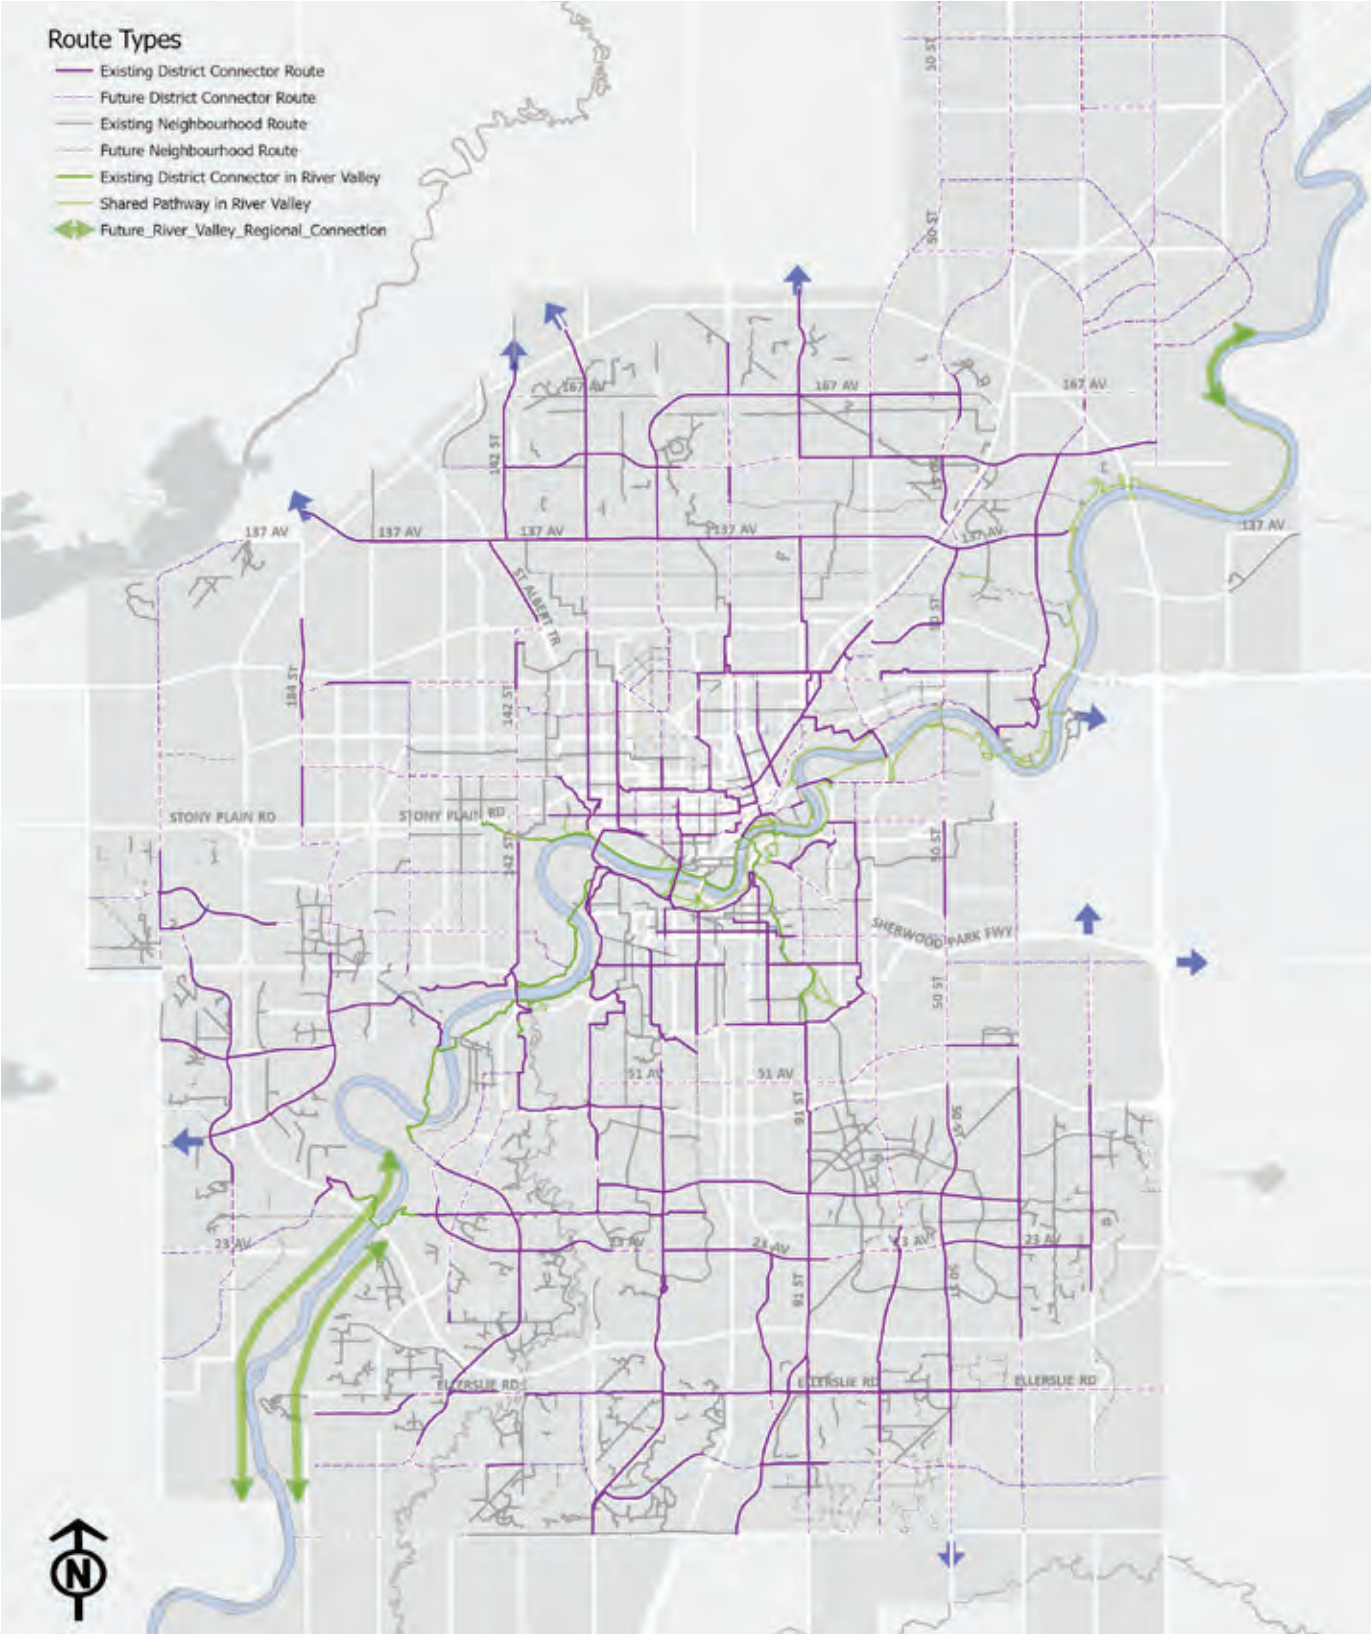 Route Types
Existing District Connector Route
Future District Connector Route
Existing Neighbourhood Route
Future Neighbourhood Route
Existing District Connector in River Valley
Shared Pathway in River Valley
Future_River_Valley_Regional_Connection
50 ST
50 ST
167 AV
167 AV
167 AV
142 ST
50 ST
137 AV
137 AV
137 AV
137 AV
137 AV
137 AV
ST ALBERT TR
50 ST
184 ST
142 ST
STONY PLAIN RD
STONY PLAIN RD
142 ST
50 ST
SHERWOOD PARK FWY
50 ST
51 AV
51 AV
91 ST
50 ST
23 AV
23 AV
23 AV
23 AV
23 AV
91 ST
50 ST
ELLERSLIE RD
ELLERSLIE RD
ELLERSLIE RD
N